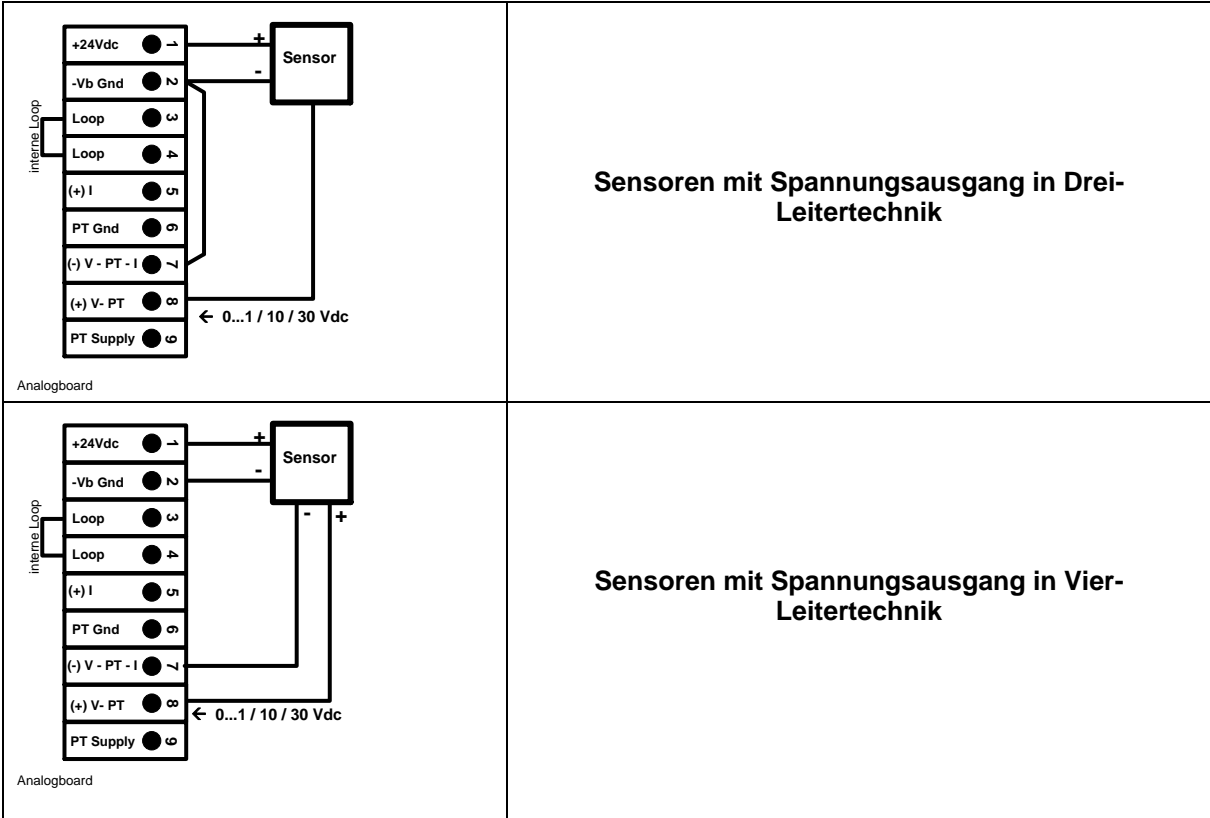 +24Vdc 1
-Vb Gnd 2
Loop 3
Loop 4
(+) I 5
PT Gnd 6
(-) V - PT - I 7
(+) V- PT 8
PT Supply 9
interne Loop
+
-
Sensor
← 0...1 / 10 / 30 Vdc
Analogboard
Sensoren mit Spannungsausgang in Drei-
Leitertechnik
+24Vdc 1
-Vb Gnd 2
Loop 3
Loop 4
(+) I 5
PT Gnd 6
(-) V - PT - I 7
(+) V- PT 8
PT Supply 9
interne Loop
+
-
Sensor
- +
← 0...1 / 10 / 30 Vdc
Analogboard
Sensoren mit Spannungsausgang in Vier-
Leitertechnik